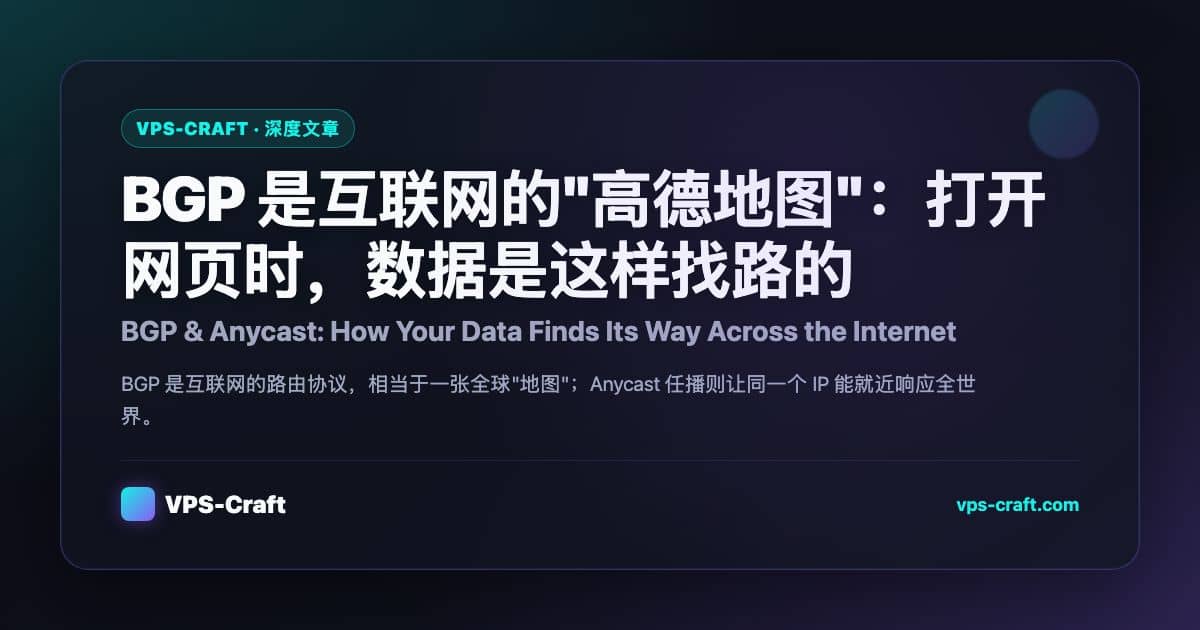 VPS-CRAFT · 深度文章
BGP 是互联网的"高德地图"：打开
网页时，数据是这样找路的
BGP & Anycast: How Your Data Finds Its Way Across the Internet
BGP 是互联网的路由协议，相当于一张全球"地图"；Anycast 任播则让同一个 IP 能就近响应全世
界。
VPS-Craft
vps-craft.com